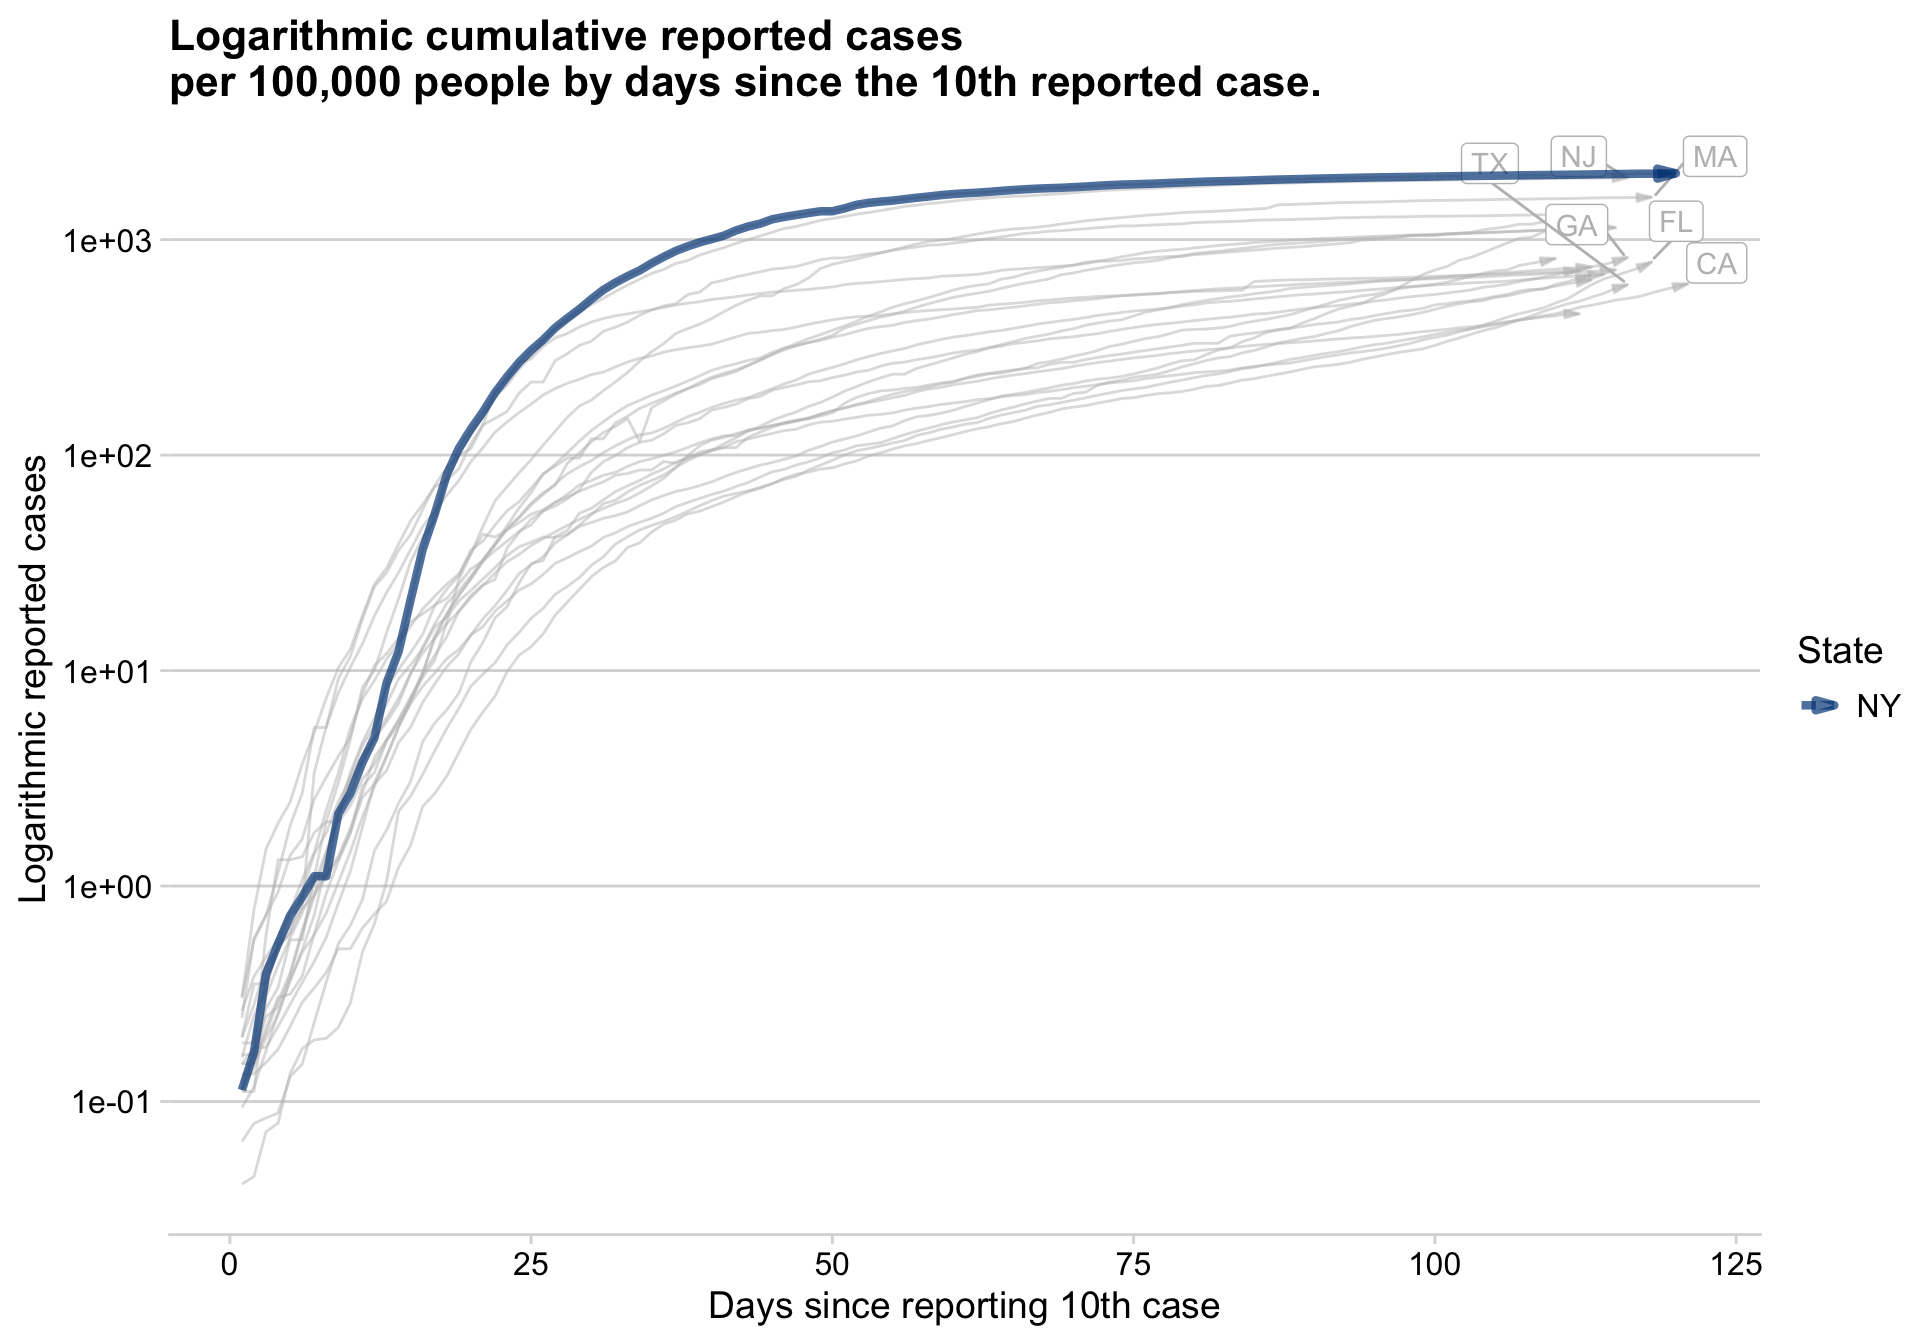 Logarithmic cumulative reported cases
per 100,000 people by days since the 10th reported case.
TX
NJ
MA
GA
FL
CA
1e+03
1e+02
1e+01
1e+00
1e-01
Logarithmic reported cases
0
25
50
75
100
125
Days since reporting 10th case
State
NY